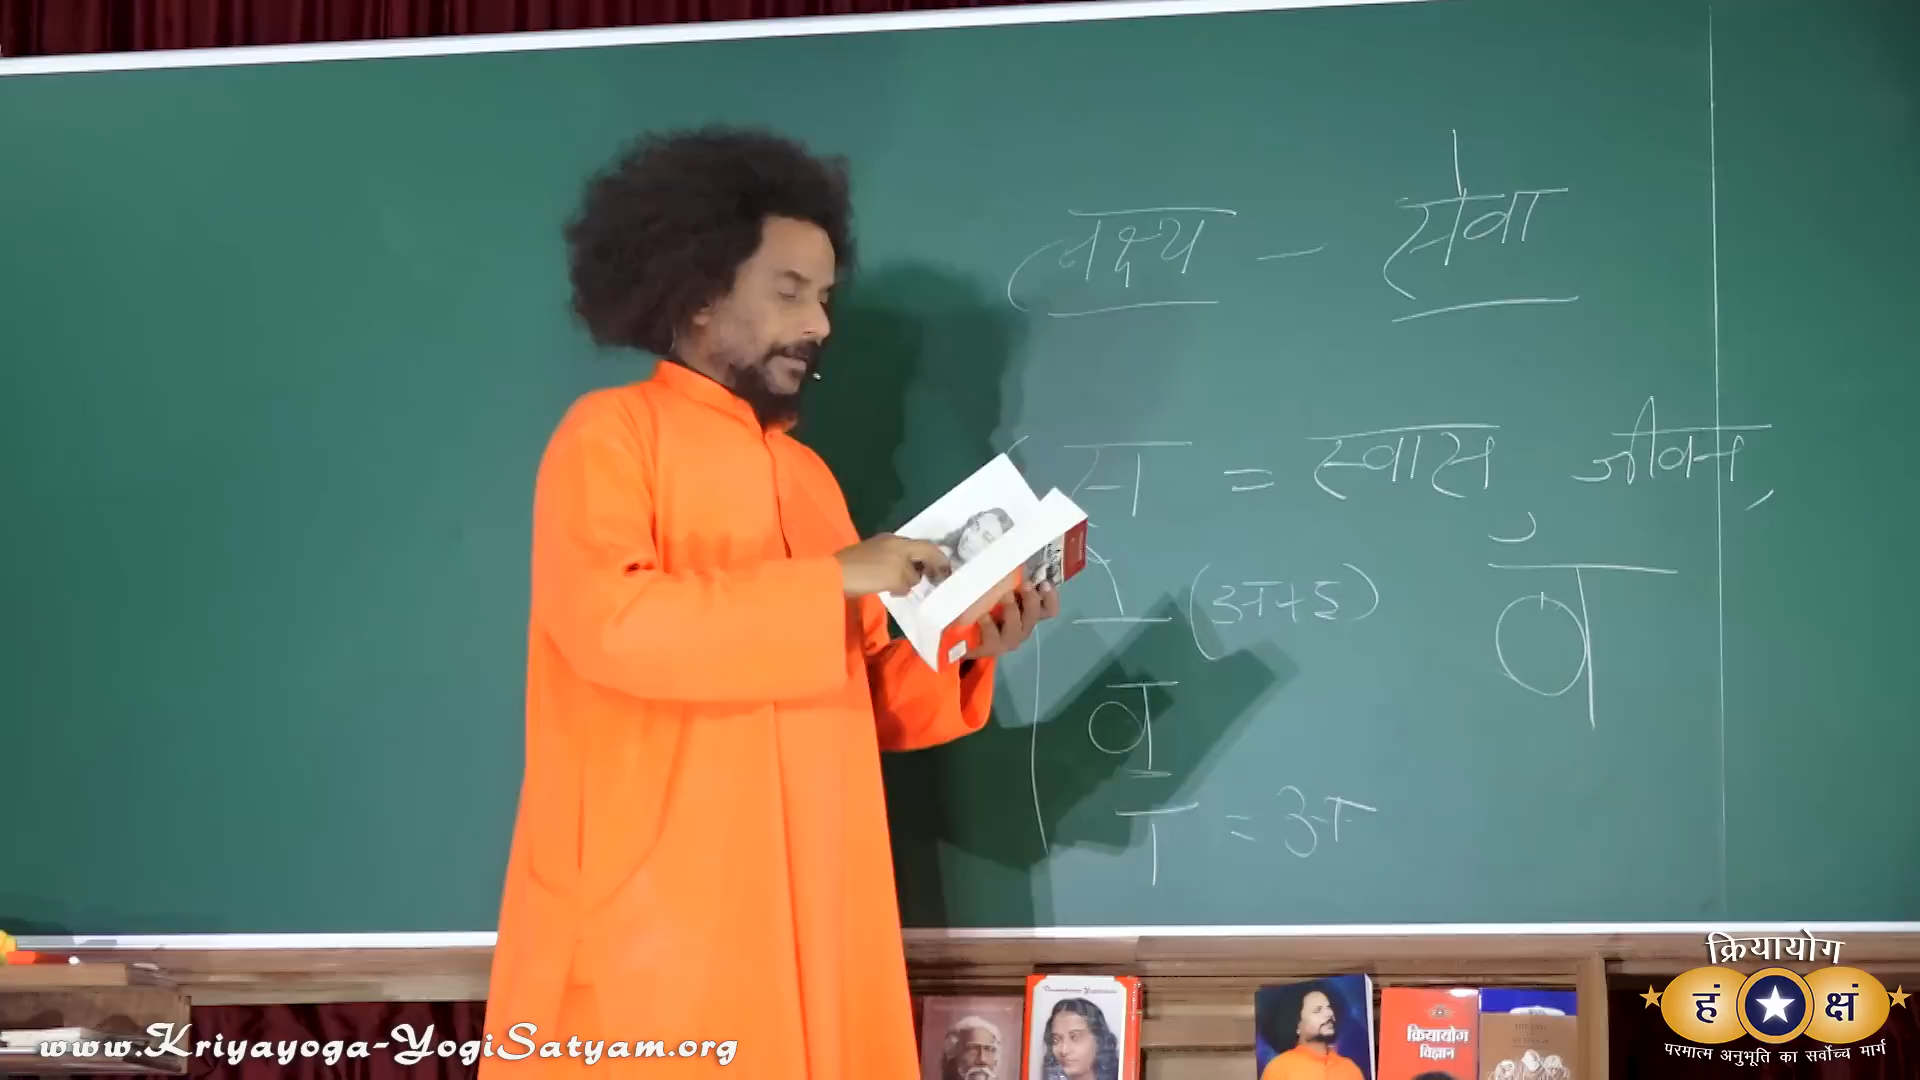 लक्ष्य - सेवा
स = स्वास जीवन,
(अ+इ)
व
व
ा = अ
क्रियायोग
विज्ञान
क्रियायोग
हं क्षं
परमात्म अनुभूति का सर्वोच्च मार्ग
www.Kriyayoga-YogiSatyam.org